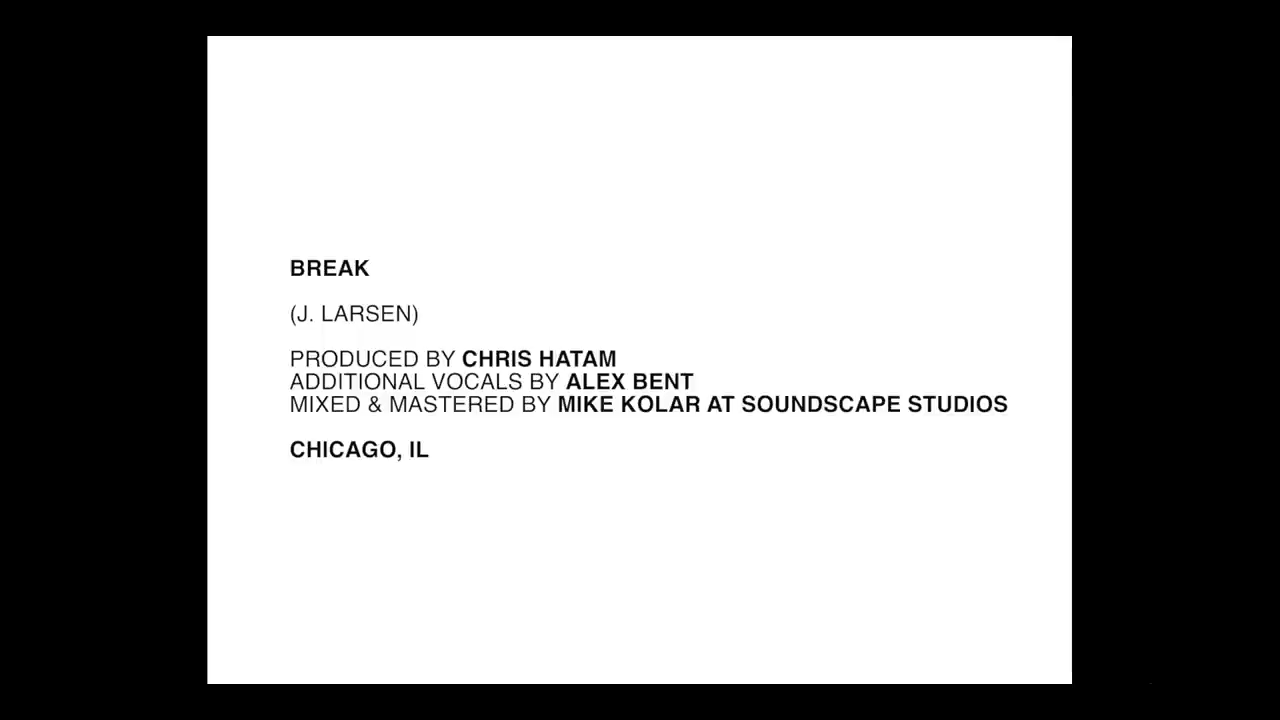 BREAK
(J. LARSEN)
PRODUCED BY CHRIS HATAM
ADDITIONAL VOCALS BY ALEX BENT
MIXED & MASTERED BY MIKE KOLAR AT SOUNDSCAPE STUDIOS
CHICAGO, IL